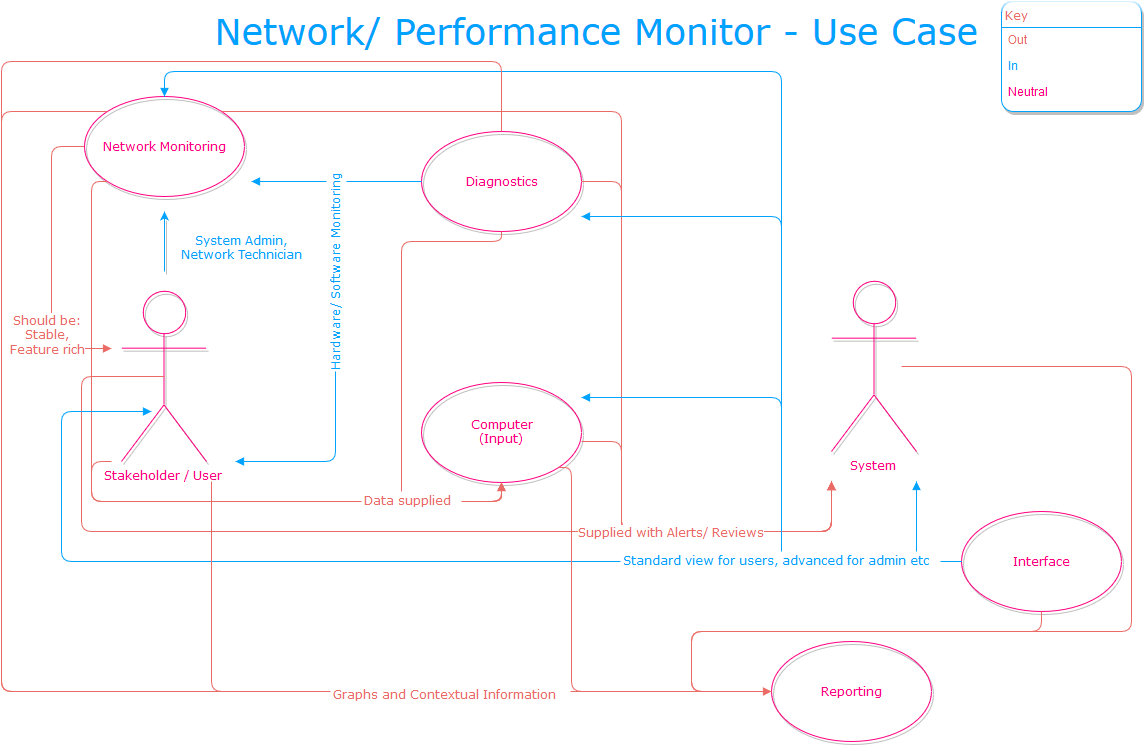 Network/ Performance Monitor - Use Case
Key
Out
In
Neutral
Network Monitoring
Diagnostics
Hardware/ Software Monitoring
System Admin,
Network Technician
Should be:
Stable,
Feature rich
Computer
(Input)
Stakeholder / User
System
Data supplied
Supplied with Alerts/ Reviews
Standard view for users, advanced for admin etc
Interface
Graphs and Contextual Information
Reporting